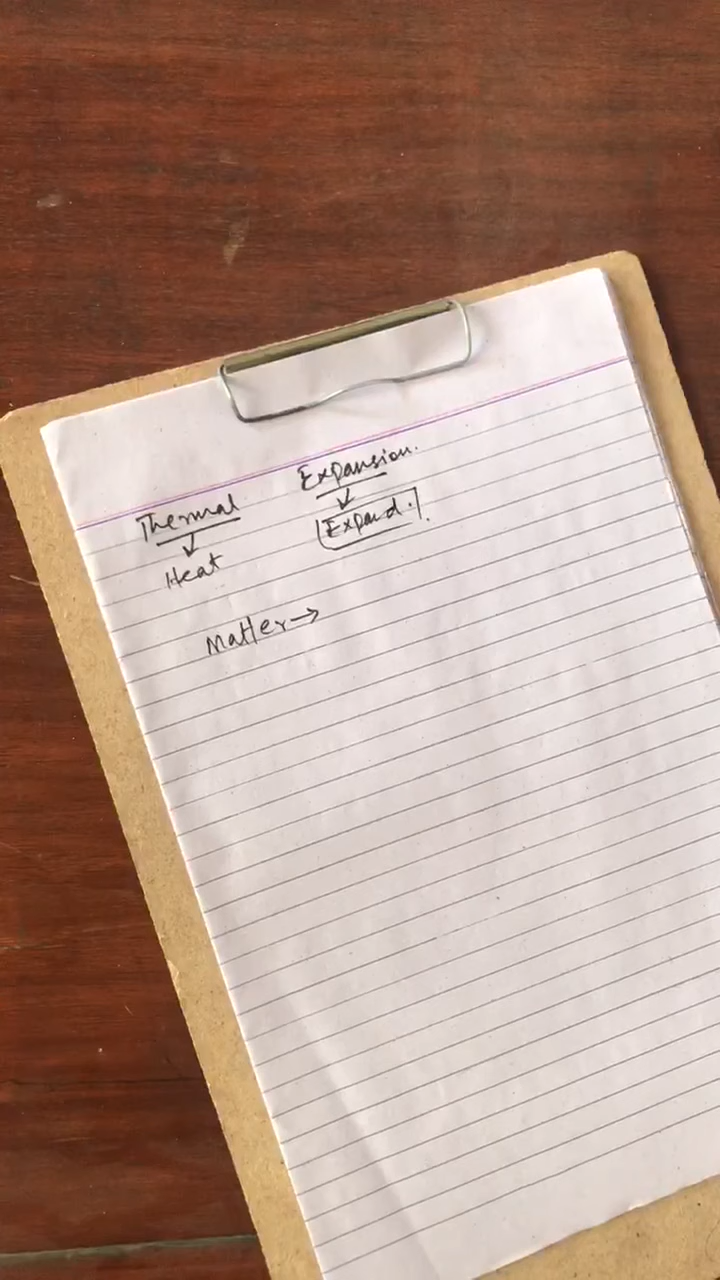 Thermal Expansion.
↓ ↓
Heat Expand.
Matter →